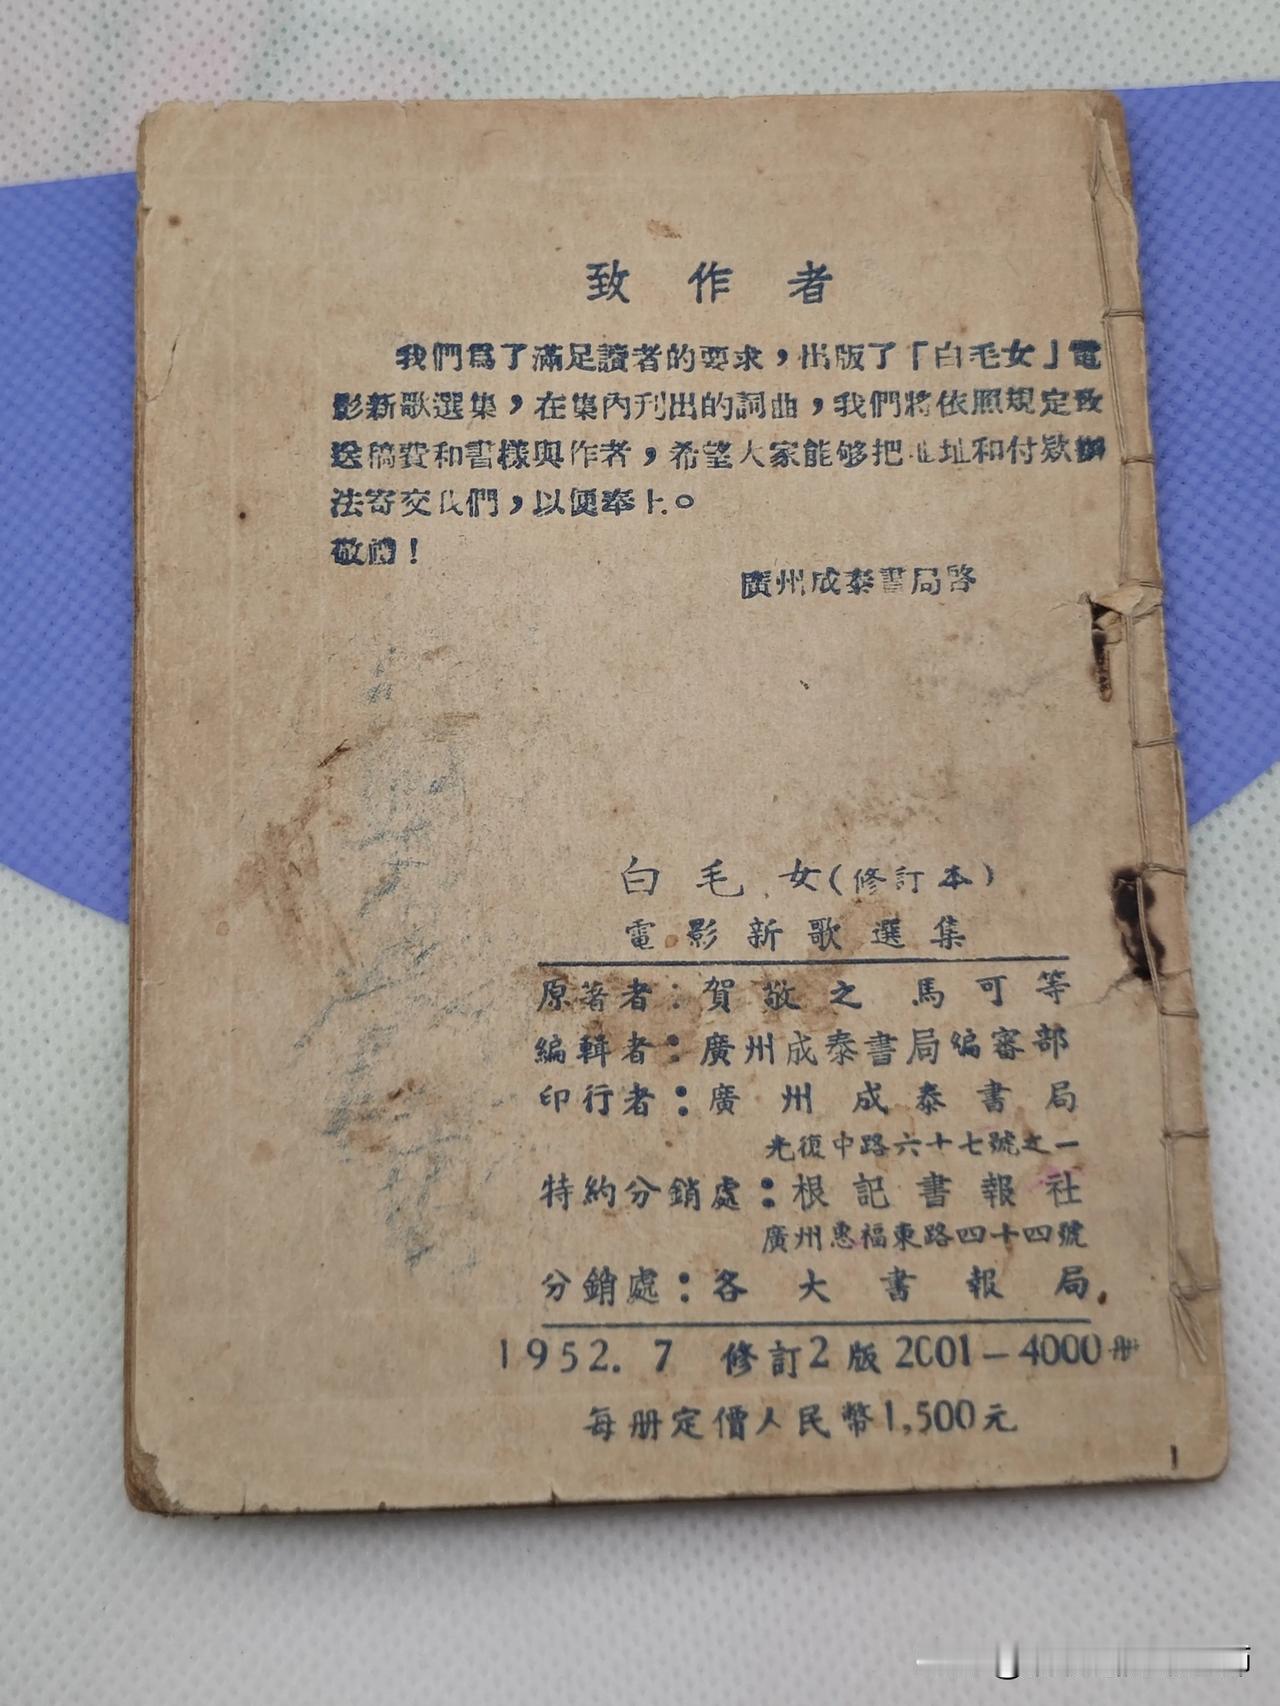 致作者
我們爲了滿足讀者的要求，出版了「白毛女」電
影新歌選集，在集內刋出的詞曲，我們將依照規定致
送稿費和書樣與作者，希望大家能够把地址和付欵辦
法寄交我們，以便奉上。
敬禮！
廣州成泰書局啓
白毛女(修訂本)
電影新歌選集
原著者：賀敬之 馬可等
編輯者：廣州成泰書局編審部
印行者：廣州成泰書局
光復中路六十七號之一
特約分銷處：根記書報社
廣州惠福東路四十四號
分銷處：各大書報局
1952.7 修訂2版 2001—4000册
每册定價人民幣1,500元
1